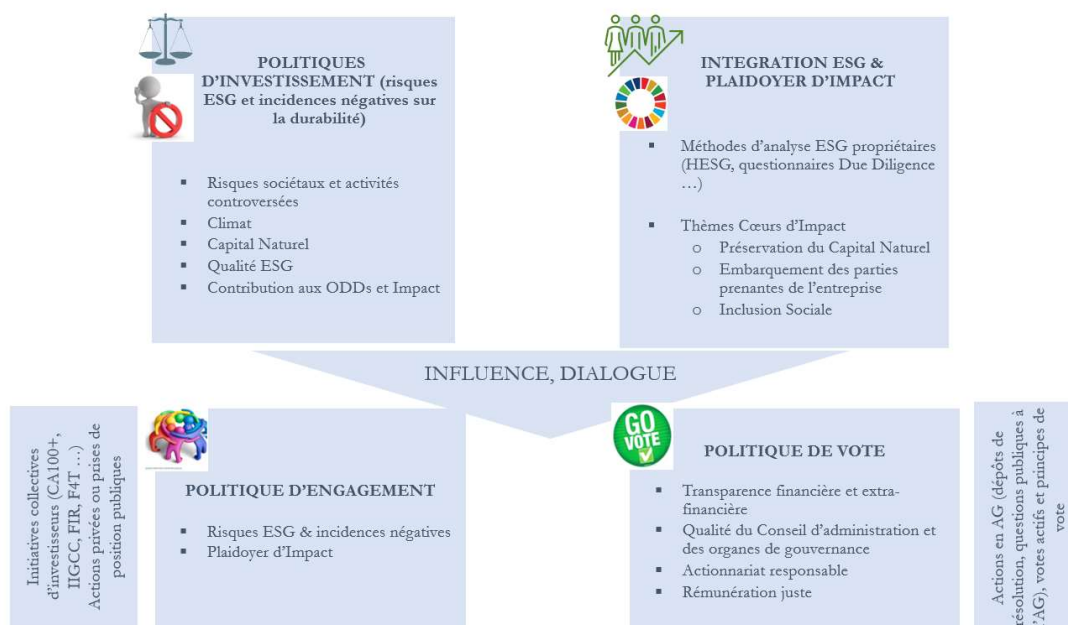 POLITIQUES
D'INVESTISSEMENT (risques
ESG et incidences négatives sur
la durabilité)
▪ Risques sociétaux et activités
controversées
▪ Climat
▪ Capital Naturel
▪ Qualité ESG
▪ Contribution aux ODDs et Impact
INTEGRATION ESG &
PLAIDOYER D'IMPACT
▪ Méthodes d'analyse ESG propriétaires
(HESG, questionnaires Due Diligence
…)
▪ Thèmes Cœurs d'Impact
o Préservation du Capital Naturel
o Embarquement des parties
prenantes de l'entreprise
o Inclusion Sociale
INFLUENCE, DIALOGUE
Initiatives collectives
d'investisseurs (CA100+,
IIGCC, FIR, F4T …)
Actions privées ou prises de
position publiques
POLITIQUE D'ENGAGEMENT
▪ Risques ESG & incidences négatives
▪ Plaidoyer d'Impact
GO
VOTE
POLITIQUE DE VOTE
▪ Transparence financière et extra-
financière
▪ Qualité du Conseil d'administration et
des organes de gouvernance
▪ Actionnariat responsable
▪ Rémunération juste
Actions en AG (dépôts de
résolution, questions publiques à
l'AG), votes actifs et principes de
vote